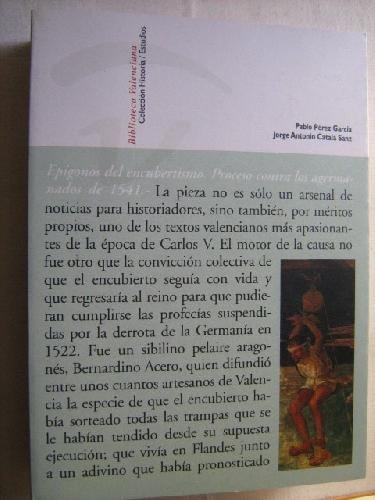 Biblioteca Valenciana
Colección Historia / Estudios
Pablo Pérez García
Jorge Antonio Catalá Sanz
Epígonos del encubertismo. Proceso contra los agerma-
nados de 1541.- La pieza no es sólo un arsenal de
noticias para historiadores, sino también, por méritos
propios, uno de los textos valencianos más apasionan-
tes de la época de Carlos V. El motor de la causa no
fue otro que la convicción colectiva de
que el encubierto seguía con vida y
que regresaría al reino para que pudie-
ran cumplirse las profecías suspendi-
das por la derrota de la Germanía en
1522. Fue un sibilino pelaire arago-
nés, Bernardino Acero, quien difundió
entre unos cuantos artesanos de Valen-
cia la especie de que el encubierto ha-
bía sorteado todas las trampas que se
le habían tendido desde su supuesta
ejecución; que vivía en Flandes junto
a un adivino que había pronosticado